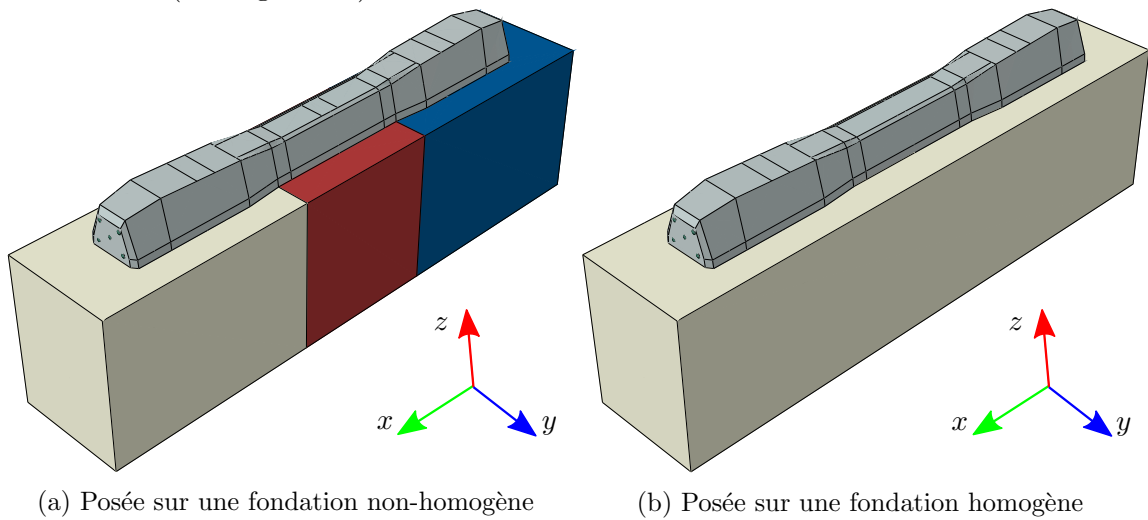 z
x
y
z
x
y
(a) Posée sur une fondation non-homogène
(b) Posée sur une fondation homogène